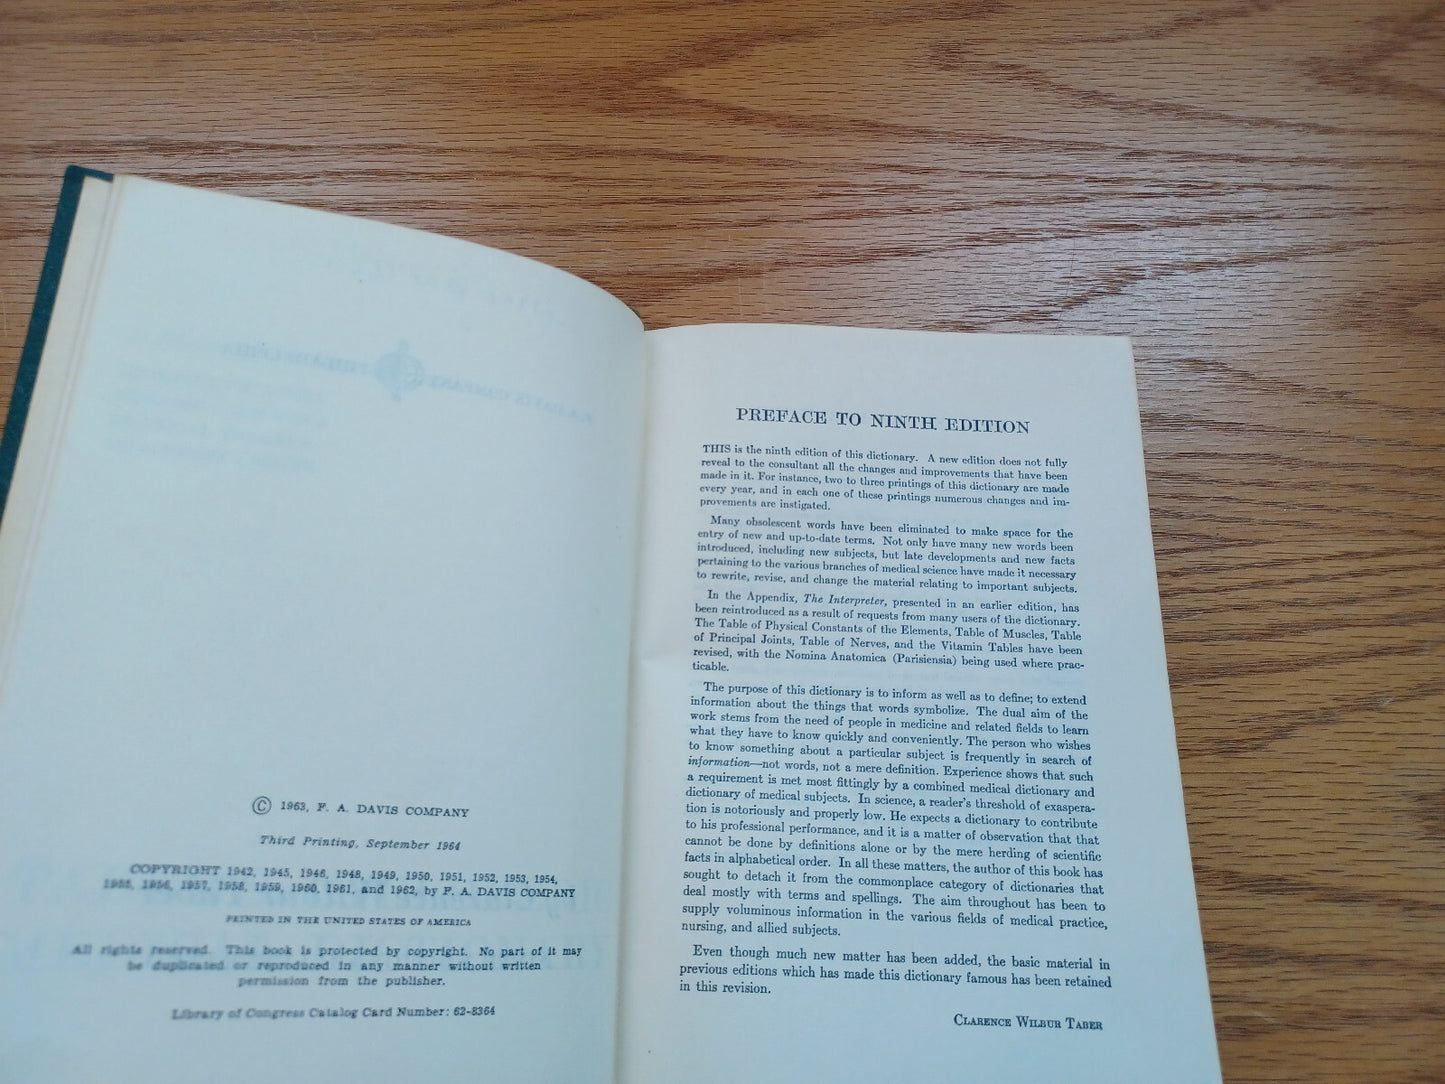 © 1963, F. A. DAVIS COMPANY
Third Printing, September 1964
COPYRIGHT 1942, 1945, 1946, 1948, 1949, 1950, 1951, 1952, 1953, 1954,
1955, 1956, 1957, 1958, 1959, 1960, 1961, and 1962, by F. A. DAVIS COMPANY
PRINTED IN THE UNITED STATES OF AMERICA
All rights reserved. This book is protected by copyright. No part of it may
be duplicated or reproduced in any manner without written
permission from the publisher.
Library of Congress Catalog Card Number: 62-8364
PREFACE TO NINTH EDITION
THIS is the ninth edition of this dictionary. A new edition does not fully
reveal to the consultant all the changes and improvements that have been
made in it. For instance, two to three printings of this dictionary are made
every year, and in each one of these printings numerous changes and im-
provements are instigated.
Many obsolescent words have been eliminated to make space for the
entry of new and up-to-date terms. Not only have many new words been
introduced, including new subjects, but late developments and new facts
pertaining to the various branches of medical science have made it necessary
to rewrite, revise, and change the material relating to important subjects.
In the Appendix, The Interpreter, presented in an earlier edition, has
been reintroduced as a result of requests from many users of the dictionary.
The Table of Physical Constants of the Elements, Table of Muscles, Table
of Principal Joints, Table of Nerves, and the Vitamin Tables have been
revised, with the Nomina Anatomica (Parisiensia) being used where prac-
ticable.
The purpose of this dictionary is to inform as well as to define; to extend
information about the things that words symbolize. The dual aim of the
work stems from the need of people in medicine and related fields to learn
what they have to know quickly and conveniently. The person who wishes
to know something about a particular subject is frequently in search of
information—not words, not a mere definition. Experience shows that such
a requirement is met most fittingly by a combined medical dictionary and
dictionary of medical subjects. In science, a reader's threshold of exaspera-
tion is notoriously and properly low. He expects a dictionary to contribute
to his professional performance, and it is a matter of observation that that
cannot be done by definitions alone or by the mere herding of scientific
facts in alphabetical order. In all these matters, the author of this book has
sought to detach it from the commonplace category of dictionaries that
deal mostly with terms and spellings. The aim throughout has been to
supply voluminous information in the various fields of medical practice,
nursing, and allied subjects.
Even though much new matter has been added, the basic material in
previous editions which has made this dictionary famous has been retained
in this revision.
CLARENCE WILBUR TABER